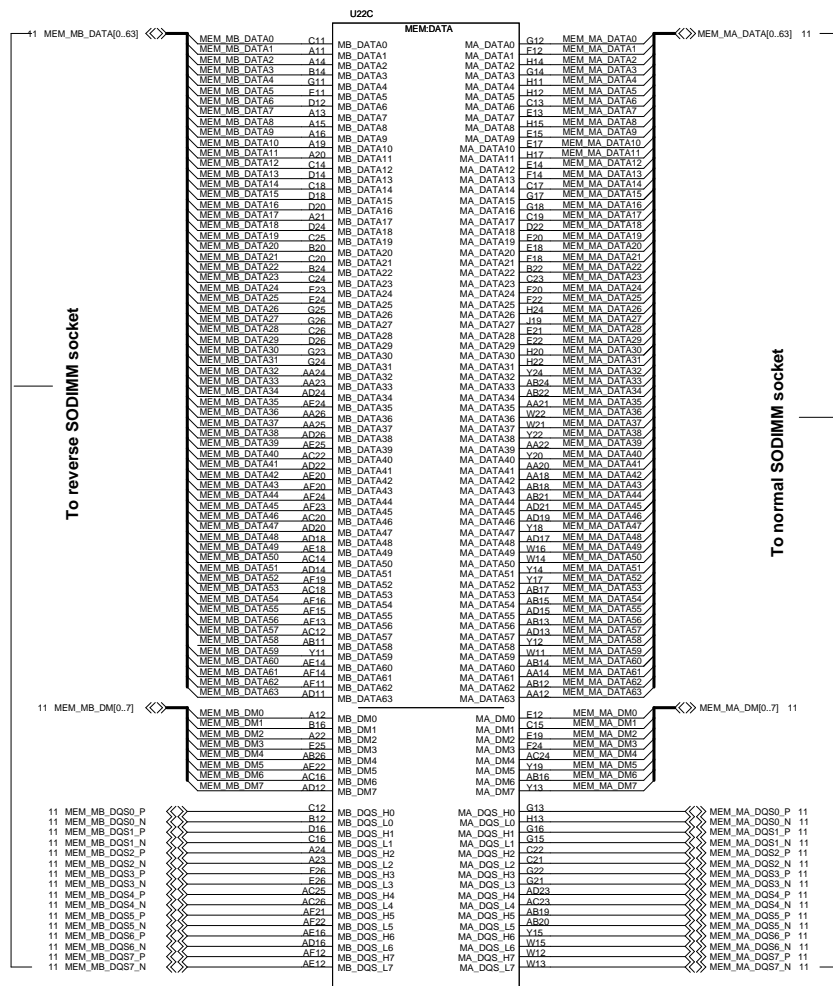 U22C
MEM:DATA
11 MEM_MB_DATA[0..63] MEM_MA_DATA[0..63] 11
MEM_MB_DATA0 C11 MB_DATA0 MA_DATA0 G12 MEM_MA_DATA0
MEM_MB_DATA1 A11 MB_DATA1 MA_DATA1 F12 MEM_MA_DATA1
MEM_MB_DATA2 A14 MB_DATA2 MA_DATA2 H14 MEM_MA_DATA2
MEM_MB_DATA3 B14 MB_DATA3 MA_DATA3 G14 MEM_MA_DATA3
MEM_MB_DATA4 G11 MB_DATA4 MA_DATA4 H11 MEM_MA_DATA4
MEM_MB_DATA5 E11 MB_DATA5 MA_DATA5 H12 MEM_MA_DATA5
MEM_MB_DATA6 D12 MB_DATA6 MA_DATA6 C13 MEM_MA_DATA6
MEM_MB_DATA7 A13 MB_DATA7 MA_DATA7 E13 MEM_MA_DATA7
MEM_MB_DATA8 A15 MB_DATA8 MA_DATA8 H15 MEM_MA_DATA8
MEM_MB_DATA9 A16 MB_DATA9 MA_DATA9 E15 MEM_MA_DATA9
MEM_MB_DATA10 A19 MB_DATA10 MA_DATA10 E17 MEM_MA_DATA10
MEM_MB_DATA11 A20 MB_DATA11 MA_DATA11 H17 MEM_MA_DATA11
MEM_MB_DATA12 C14 MB_DATA12 MA_DATA12 E14 MEM_MA_DATA12
MEM_MB_DATA13 D14 MB_DATA13 MA_DATA13 F14 MEM_MA_DATA13
MEM_MB_DATA14 C18 MB_DATA14 MA_DATA14 C17 MEM_MA_DATA14
MEM_MB_DATA15 D18 MB_DATA15 MA_DATA15 G17 MEM_MA_DATA15
MEM_MB_DATA16 D20 MB_DATA16 MA_DATA16 G18 MEM_MA_DATA16
MEM_MB_DATA17 A21 MB_DATA17 MA_DATA17 C19 MEM_MA_DATA17
MEM_MB_DATA18 D24 MB_DATA18 MA_DATA18 D22 MEM_MA_DATA18
MEM_MB_DATA19 C25 MB_DATA19 MA_DATA19 E20 MEM_MA_DATA19
MEM_MB_DATA20 B20 MB_DATA20 MA_DATA20 E18 MEM_MA_DATA20
MEM_MB_DATA21 C20 MB_DATA21 MA_DATA21 F18 MEM_MA_DATA21
MEM_MB_DATA22 B24 MB_DATA22 MA_DATA22 B22 MEM_MA_DATA22
MEM_MB_DATA23 C24 MB_DATA23 MA_DATA23 C23 MEM_MA_DATA23
MEM_MB_DATA24 E23 MB_DATA24 MA_DATA24 F20 MEM_MA_DATA24
MEM_MB_DATA25 E24 MB_DATA25 MA_DATA25 F22 MEM_MA_DATA25
MEM_MB_DATA26 G25 MB_DATA26 MA_DATA26 H24 MEM_MA_DATA26
MEM_MB_DATA27 G26 MB_DATA27 MA_DATA27 J19 MEM_MA_DATA27
MEM_MB_DATA28 C26 MB_DATA28 MA_DATA28 E21 MEM_MA_DATA28
MEM_MB_DATA29 D26 MB_DATA29 MA_DATA29 E22 MEM_MA_DATA29
MEM_MB_DATA30 G23 MB_DATA30 MA_DATA30 H20 MEM_MA_DATA30
MEM_MB_DATA31 G24 MB_DATA31 MA_DATA31 H22 MEM_MA_DATA31
MEM_MB_DATA32 AA24 MB_DATA32 MA_DATA32 Y24 MEM_MA_DATA32
MEM_MB_DATA33 AA23 MB_DATA33 MA_DATA33 AB24 MEM_MA_DATA33
MEM_MB_DATA34 AD24 MB_DATA34 MA_DATA34 AB22 MEM_MA_DATA34
MEM_MB_DATA35 AE24 MB_DATA35 MA_DATA35 AA21 MEM_MA_DATA35
MEM_MB_DATA36 AA26 MB_DATA36 MA_DATA36 W22 MEM_MA_DATA36
MEM_MB_DATA37 AA25 MB_DATA37 MA_DATA37 W21 MEM_MA_DATA37
MEM_MB_DATA38 AD26 MB_DATA38 MA_DATA38 Y22 MEM_MA_DATA38
MEM_MB_DATA39 AE25 MB_DATA39 MA_DATA39 AA22 MEM_MA_DATA39
MEM_MB_DATA40 AC22 MB_DATA40 MA_DATA40 Y20 MEM_MA_DATA40
MEM_MB_DATA41 AD22 MB_DATA41 MA_DATA41 AA20 MEM_MA_DATA41
MEM_MB_DATA42 AE20 MB_DATA42 MA_DATA42 AA18 MEM_MA_DATA42
MEM_MB_DATA43 AF20 MB_DATA43 MA_DATA43 AB18 MEM_MA_DATA43
MEM_MB_DATA44 AF24 MB_DATA44 MA_DATA44 AB21 MEM_MA_DATA44
MEM_MB_DATA45 AF23 MB_DATA45 MA_DATA45 AD21 MEM_MA_DATA45
MEM_MB_DATA46 AC20 MB_DATA46 MA_DATA46 AD19 MEM_MA_DATA46
MEM_MB_DATA47 AD20 MB_DATA47 MA_DATA47 Y18 MEM_MA_DATA47
MEM_MB_DATA48 AD18 MB_DATA48 MA_DATA48 AD17 MEM_MA_DATA48
MEM_MB_DATA49 AE18 MB_DATA49 MA_DATA49 W16 MEM_MA_DATA49
MEM_MB_DATA50 AC14 MB_DATA50 MA_DATA50 W14 MEM_MA_DATA50
MEM_MB_DATA51 AD14 MB_DATA51 MA_DATA51 Y14 MEM_MA_DATA51
MEM_MB_DATA52 AF19 MB_DATA52 MA_DATA52 Y17 MEM_MA_DATA52
MEM_MB_DATA53 AC18 MB_DATA53 MA_DATA53 AB17 MEM_MA_DATA53
MEM_MB_DATA54 AF16 MB_DATA54 MA_DATA54 AB15 MEM_MA_DATA54
MEM_MB_DATA55 AF15 MB_DATA55 MA_DATA55 AD15 MEM_MA_DATA55
MEM_MB_DATA56 AF13 MB_DATA56 MA_DATA56 AB13 MEM_MA_DATA56
MEM_MB_DATA57 AC12 MB_DATA57 MA_DATA57 AD13 MEM_MA_DATA57
MEM_MB_DATA58 AB11 MB_DATA58 MA_DATA58 Y12 MEM_MA_DATA58
MEM_MB_DATA59 Y11 MB_DATA59 MA_DATA59 W11 MEM_MA_DATA59
MEM_MB_DATA60 AE14 MB_DATA60 MA_DATA60 AB14 MEM_MA_DATA60
MEM_MB_DATA61 AF14 MB_DATA61 MA_DATA61 AA14 MEM_MA_DATA61
MEM_MB_DATA62 AF11 MB_DATA62 MA_DATA62 AB12 MEM_MA_DATA62
MEM_MB_DATA63 AD11 MB_DATA63 MA_DATA63 AA12 MEM_MA_DATA63
To reverse SODIMM socket
To normal SODIMM socket
11 MEM_MB_DM[0..7] MEM_MA_DM[0..7] 11
MEM_MB_DM0 A12 MB_DM0 MA_DM0 E12 MEM_MA_DM0
MEM_MB_DM1 B16 MB_DM1 MA_DM1 C15 MEM_MA_DM1
MEM_MB_DM2 A22 MB_DM2 MA_DM2 E19 MEM_MA_DM2
MEM_MB_DM3 E25 MB_DM3 MA_DM3 F24 MEM_MA_DM3
MEM_MB_DM4 AB26 MB_DM4 MA_DM4 AC24 MEM_MA_DM4
MEM_MB_DM5 AE22 MB_DM5 MA_DM5 Y19 MEM_MA_DM5
MEM_MB_DM6 AC16 MB_DM6 MA_DM6 AB16 MEM_MA_DM6
MEM_MB_DM7 AD12 MB_DM7 MA_DM7 Y13 MEM_MA_DM7
11 MEM_MB_DQS0_P C12 MB_DQS_H0 MA_DQS_H0 G13 MEM_MA_DQS0_P 11
11 MEM_MB_DQS0_N B12 MB_DQS_L0 MA_DQS_L0 H13 MEM_MA_DQS0_N 11
11 MEM_MB_DQS1_P D16 MB_DQS_H1 MA_DQS_H1 G16 MEM_MA_DQS1_P 11
11 MEM_MB_DQS1_N C16 MB_DQS_L1 MA_DQS_L1 G15 MEM_MA_DQS1_N 11
11 MEM_MB_DQS2_P A24 MB_DQS_H2 MA_DQS_H2 C22 MEM_MA_DQS2_P 11
11 MEM_MB_DQS2_N A23 MB_DQS_L2 MA_DQS_L2 C21 MEM_MA_DQS2_N 11
11 MEM_MB_DQS3_P F26 MB_DQS_H3 MA_DQS_H3 G22 MEM_MA_DQS3_P 11
11 MEM_MB_DQS3_N E26 MB_DQS_L3 MA_DQS_L3 G21 MEM_MA_DQS3_N 11
11 MEM_MB_DQS4_P AC25 MB_DQS_H4 MA_DQS_H4 AD23 MEM_MA_DQS4_P 11
11 MEM_MB_DQS4_N AC26 MB_DQS_L4 MA_DQS_L4 AC23 MEM_MA_DQS4_N 11
11 MEM_MB_DQS5_P AF21 MB_DQS_H5 MA_DQS_H5 AB19 MEM_MA_DQS5_P 11
11 MEM_MB_DQS5_N AF22 MB_DQS_L5 MA_DQS_L5 AB20 MEM_MA_DQS5_N 11
11 MEM_MB_DQS6_P AE16 MB_DQS_H6 MA_DQS_H6 Y15 MEM_MA_DQS6_P 11
11 MEM_MB_DQS6_N AD16 MB_DQS_L6 MA_DQS_L6 W15 MEM_MA_DQS6_N 11
11 MEM_MB_DQS7_P AF12 MB_DQS_H7 MA_DQS_H7 W12 MEM_MA_DQS7_P 11
11 MEM_MB_DQS7_N AE12 MB_DQS_L7 MA_DQS_L7 W13 MEM_MA_DQS7_N 11